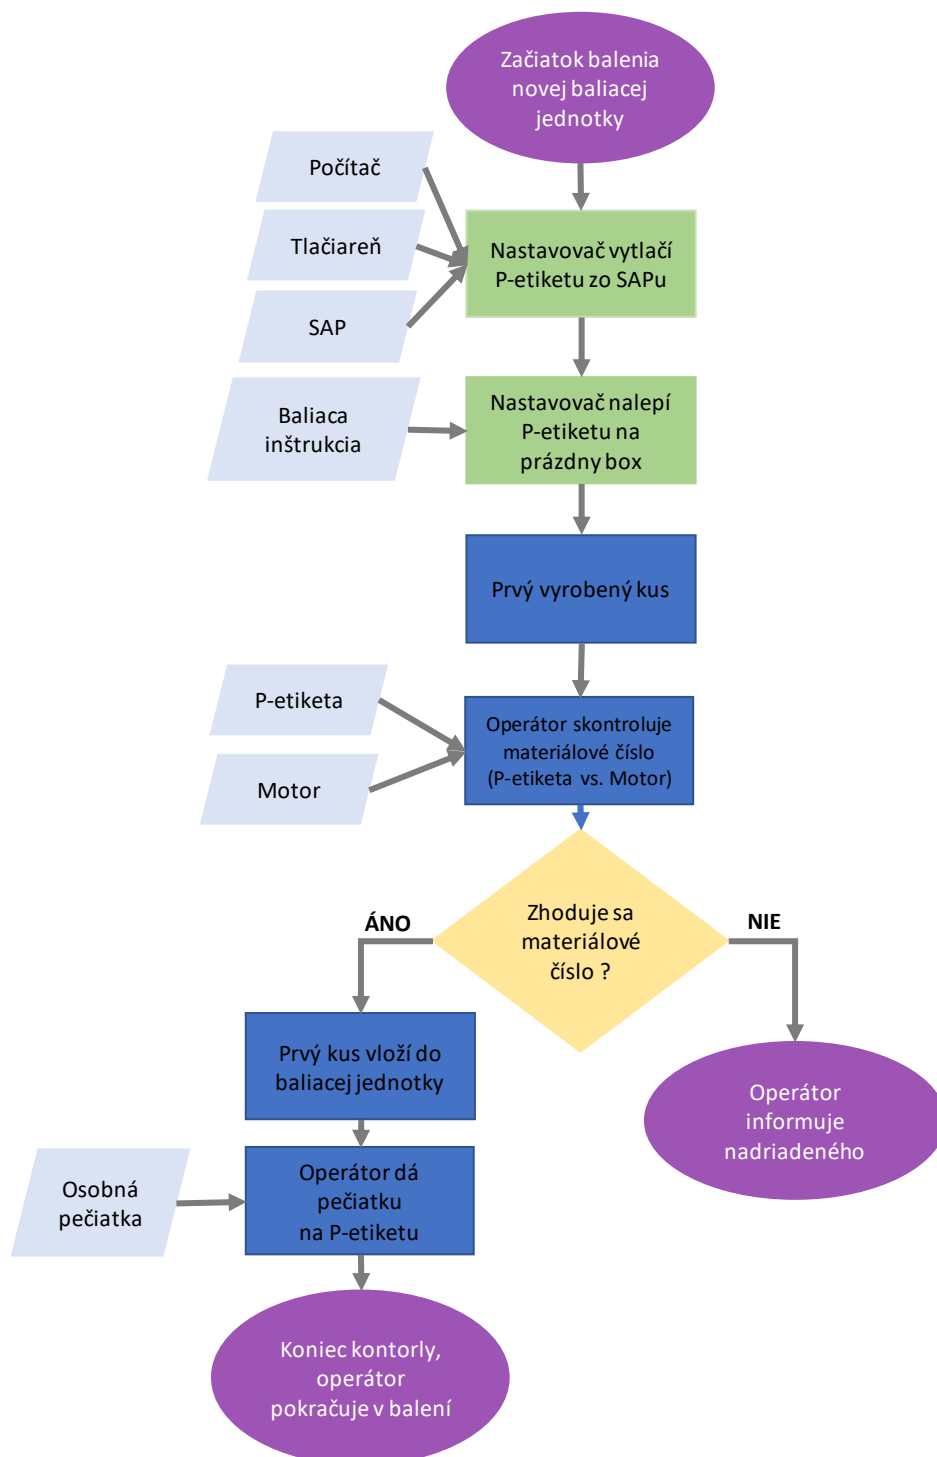 Začiatok balenia
novej baliacej
jednotky
Počítač
Tlačiareň
SAP
Nastavovač vytlačí
P-etiketu zo SAPu
Baliaca
inštrukcia
Nastavovač nalepí
P-etiketu na
prázdny box
Prvý vyrobený kus
P-etiketa
Motor
Operátor skontroluje
materiálové číslo
(P-etiketa vs. Motor)
Zhoduje sa
materiálové
číslo ?
ÁNO
NIE
Prvý kus vloží do
baliacej jednotky
Operátor
informuje
nadriadeného
Osobná
pečiatka
Operátor dá
pečiatku
na P-etiketu
Koniec kontorly,
operátor
pokračuje v balení